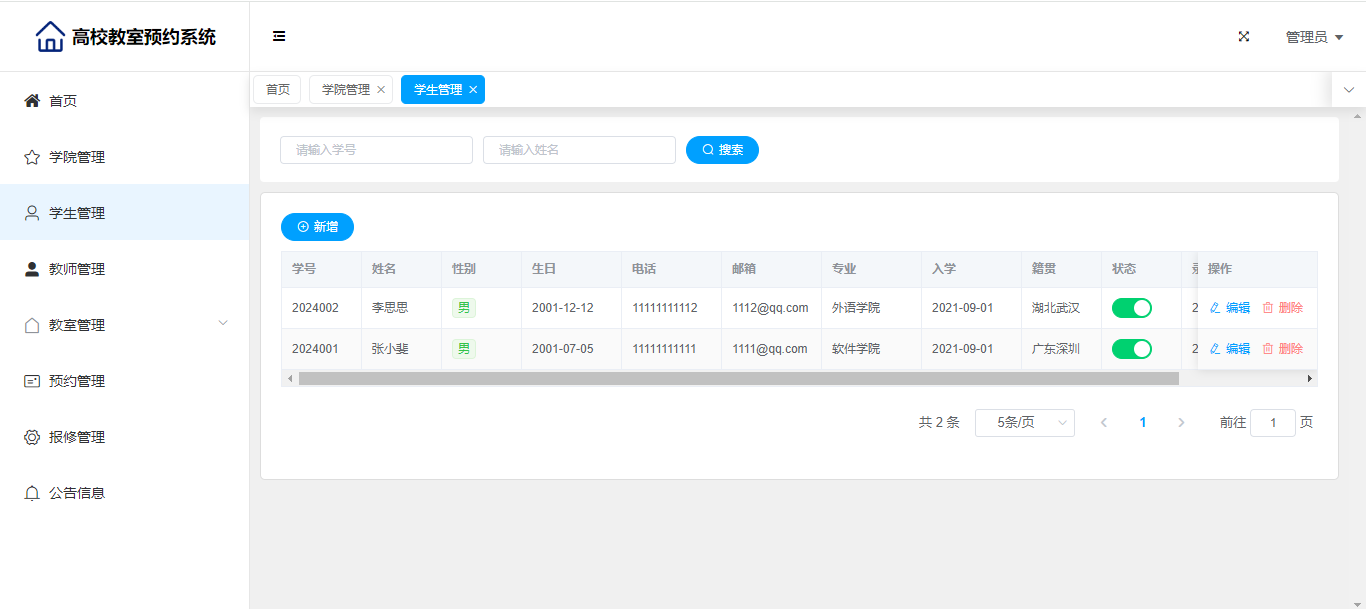 高校教室预约系统
管理员
首页 学院管理 学生管理
首页
学院管理
学生管理
教师管理
教室管理
预约管理
报修管理
公告信息
请输入学号 请输入姓名 搜索
新增
学号 姓名 性别 生日 电话 邮箱 专业 入学 籍贯 状态 操作
2024002 李思思 男 2001-12-12 11111111112 1112@qq.com 外语学院 2021-09-01 湖北武汉 2 编辑 删除
2024001 张小斐 男 2001-07-05 11111111111 1111@qq.com 软件学院 2021-09-01 广东深圳 2 编辑 删除
共 2 条 5条/页 1 前往 1 页